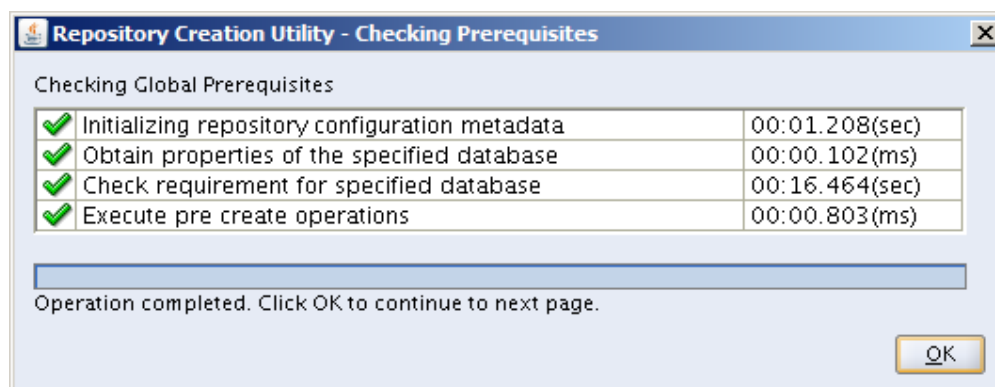 Repository Creation Utility - Checking Prerequisites
Checking Global Prerequisites
Initializing repository configuration metadata 00:01.208(sec)
Obtain properties of the specified database 00:00.102(ms)
Check requirement for specified database 00:16.464(sec)
Execute pre create operations 00:00.803(ms)
Operation completed. Click OK to continue to next page.
OK